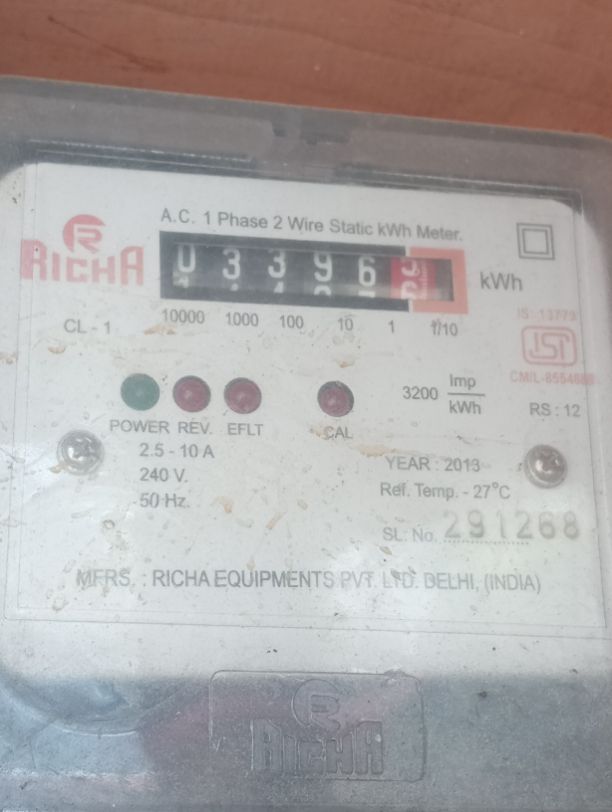 A.C. 1 Phase 2 Wire Static kWh Meter.
RICHA
0 3 3 9 6
kWh
CL - 1
10000 1000 100 10 1 1/10
IS : 13779
ISI
3200 Imp/kWh
RS : 12
POWER REV. EFLT CAL
2.5 - 10 A
240 V.
50 Hz.
YEAR : 2013
Ref. Temp. - 27°C
SL. No. 291268
MFRS. : RICHA EQUIPMENTS PVT. LTD. DELHI, (INDIA)
RICHA